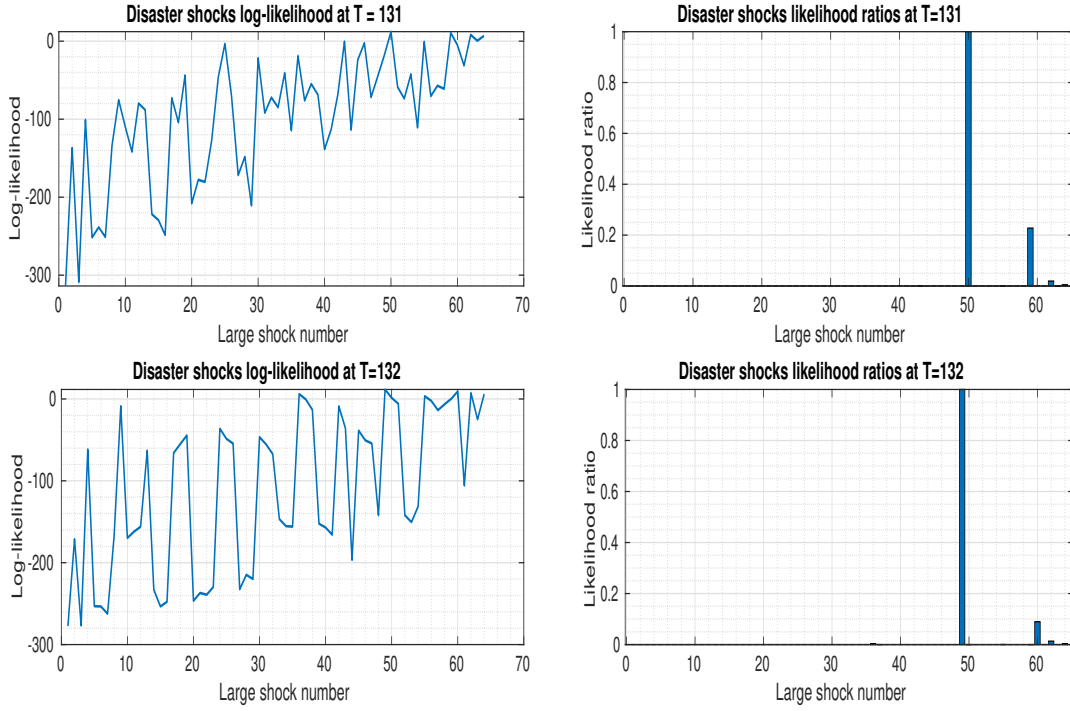 Disaster shocks log-likelihood at T = 131
Log-likelihood
0
-100
-200
-300
0 10 20 30 40 50 60 70
Large shock number
Disaster shocks likelihood ratios at T=131
Likelihood ratio
1
0.8
0.6
0.4
0.2
0
0 10 20 30 40 50 60
Large shock number
Disaster shocks log-likelihood at T=132
Log-likelihood
0
-100
-200
-300
0 10 20 30 40 50 60 70
Large shock number
Disaster shocks likelihood ratios at T=132
Likelihood ratio
1
0.8
0.6
0.4
0.2
0
0 10 20 30 40 50 60
Large shock number